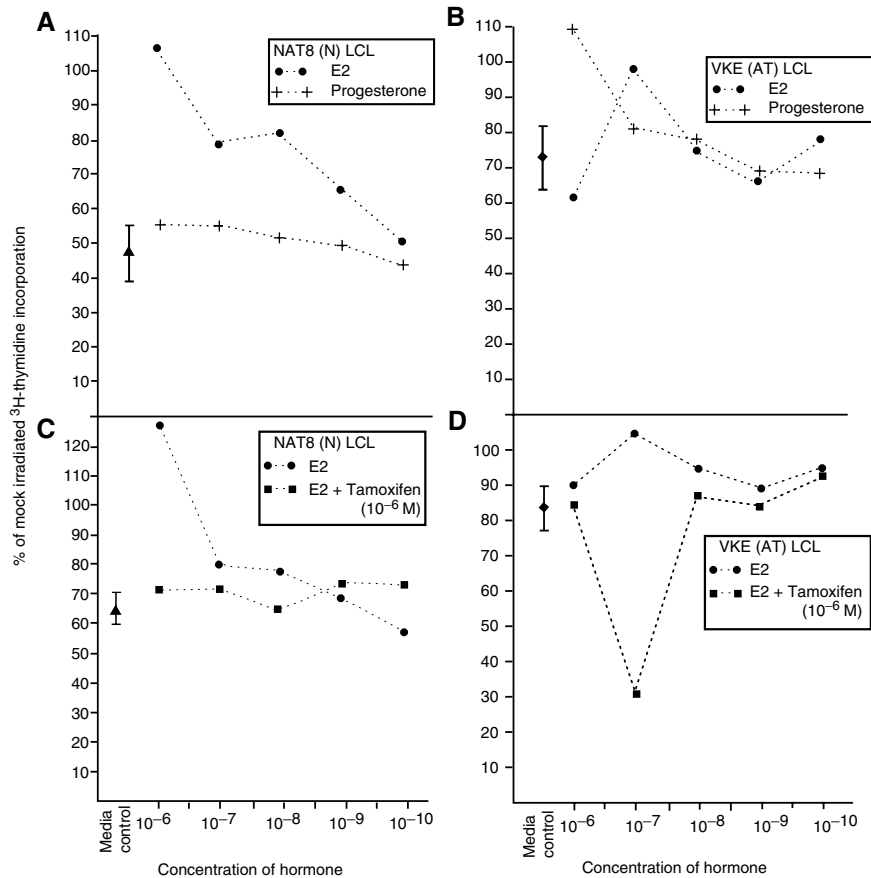 % of mock irradiated ³H-thymidine incorporation
A
110
100
90
80
70
60
50
40
30
20
10
NAT8 (N) LCL
E2
Progesterone
B
110
100
90
80
70
60
50
40
30
20
10
VKE (AT) LCL
E2
Progesterone
C
120
110
100
90
80
70
60
50
40
30
20
10
NAT8 (N) LCL
E2
E2 + Tamoxifen
(10⁻⁶ M)
Media
control
10⁻⁶
10⁻⁷
10⁻⁸
10⁻⁹
10⁻¹⁰
Concentration of hormone
D
100
90
80
70
60
50
40
30
20
10
VKE (AT) LCL
E2
E2 + Tamoxifen
(10⁻⁶ M)
Media
control
10⁻⁶
10⁻⁷
10⁻⁸
10⁻⁹
10⁻¹⁰
Concentration of hormone